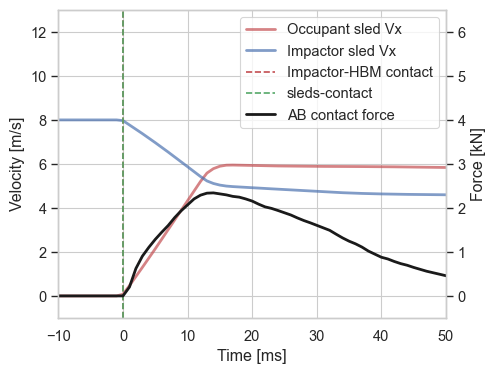 Occupant sled Vx
Impactor sled Vx
Impactor-HBM contact
sleds-contact
AB contact force
Velocity [m/s]
12
10
8
6
4
2
0
Force [kN]
6
5
4
3
2
1
0
−10
0
10
20
30
40
50
Time [ms]